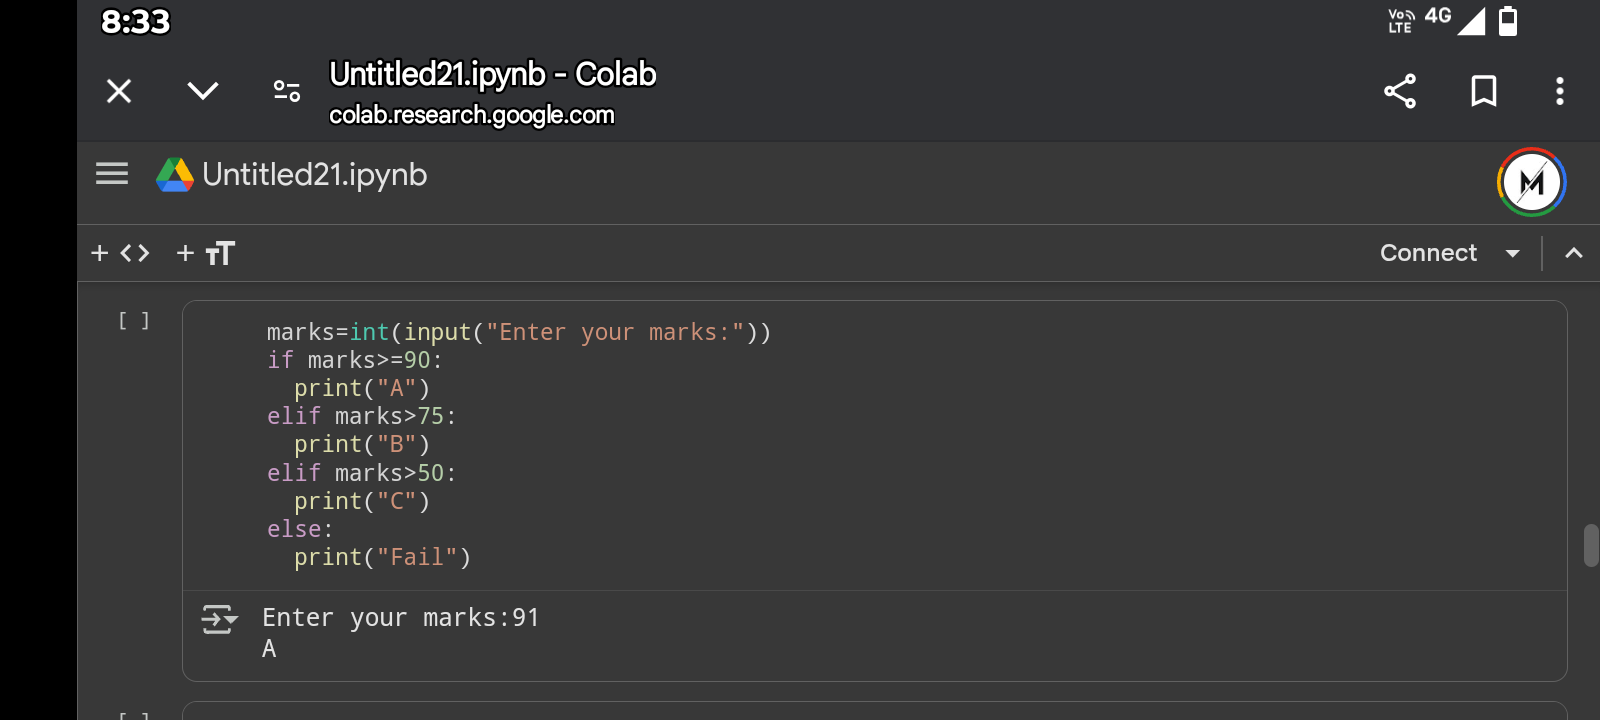 8:33
Vo LTE 4G
Untitled21.ipynb - Colab
colab.research.google.com
Untitled21.ipynb
M
+ <> + TT
Connect
[ ]
marks=int(input("Enter your marks:"))
if marks>=90:
  print("A")
elif marks>75:
  print("B")
elif marks>50:
  print("C")
else:
  print("Fail")
Enter your marks:91
A
[ ]